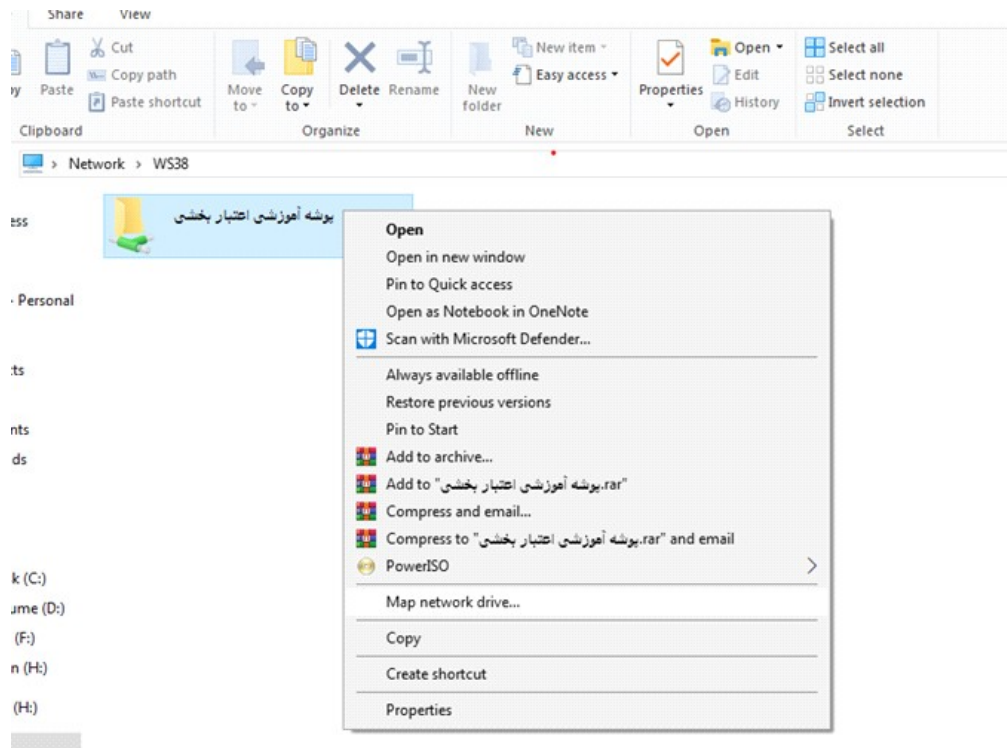 Share View
Cut
Copy path
Paste shortcut
Paste
Clipboard
Move to
Copy to
Delete
Rename
Organize
New folder
New item
Easy access
New
Properties
Open
Edit
History
Open
Select all
Select none
Invert selection
Select
> Network > WS38
پوشه آموزشی اعتبار بخشی
ess
- Personal
ts
nts
ds
k (C:)
ume (D:)
(F:)
n (H:)
(H:)
Open
Open in new window
Pin to Quick access
Open as Notebook in OneNote
Scan with Microsoft Defender...
Always available offline
Restore previous versions
Pin to Start
Add to archive...
Add to "پوشه آموزشی اعتبار بخشی.rar"
Compress and email...
Compress to "پوشه آموزشی اعتبار بخشی.rar" and email
PowerISO
Map network drive...
Copy
Create shortcut
Properties